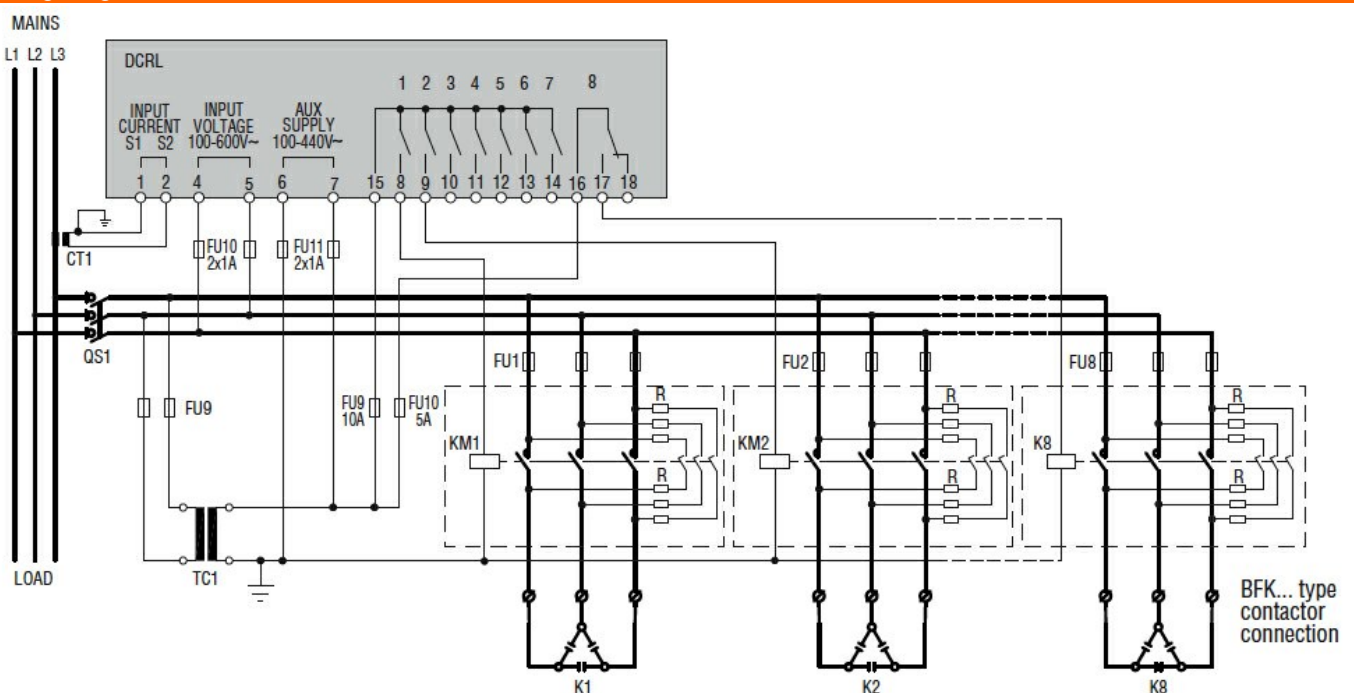 MAINS
L1 L2 L3
DCRL
1 2 3 4 5 6 7 8
INPUT CURRENT
S1 S2
INPUT VOLTAGE
100-600V~
AUX SUPPLY
100-440V~
1 2 4 5 6 7 15 8 9 10 11 12 13 14 16 17 18
CT1
FU10
2x1A
FU11
2x1A
QS1
FU1
FU2
FU8
FU9
FU9
10A
FU10
5A
R
R
R
KM1
KM2
K8
R
R
R
LOAD
TC1
BFK... type
contactor
connection
K1
K2
K8